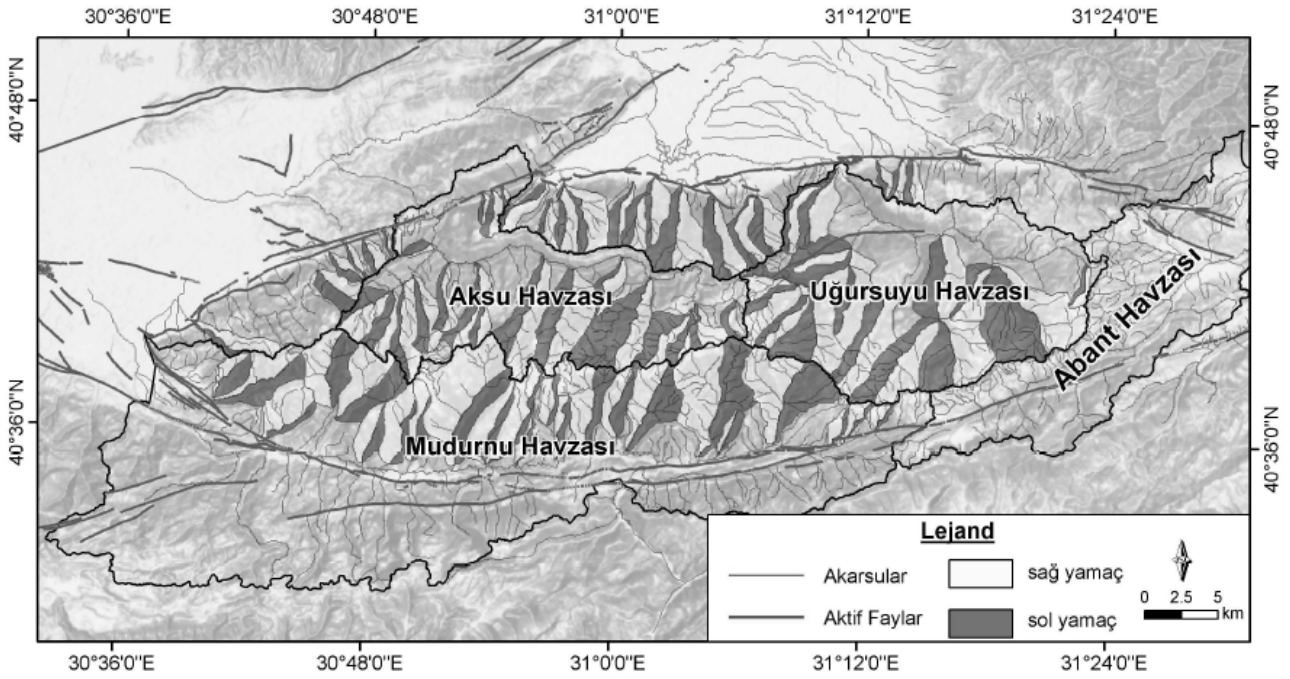 30°36'0"E 30°48'0"E 31°0'0"E 31°12'0"E 31°24'0"E
40°48'0"N
40°48'0"N
Aksu Havzası
Uğursuyu Havzası
Abant Havzası
40°36'0"N
40°36'0"N
Mudurnu Havzası
Lejand
Akarsular
sağ yamaç
Aktif Faylar
sol yamaç
0 2.5 5
km
30°36'0"E 30°48'0"E 31°0'0"E 31°12'0"E 31°24'0"E